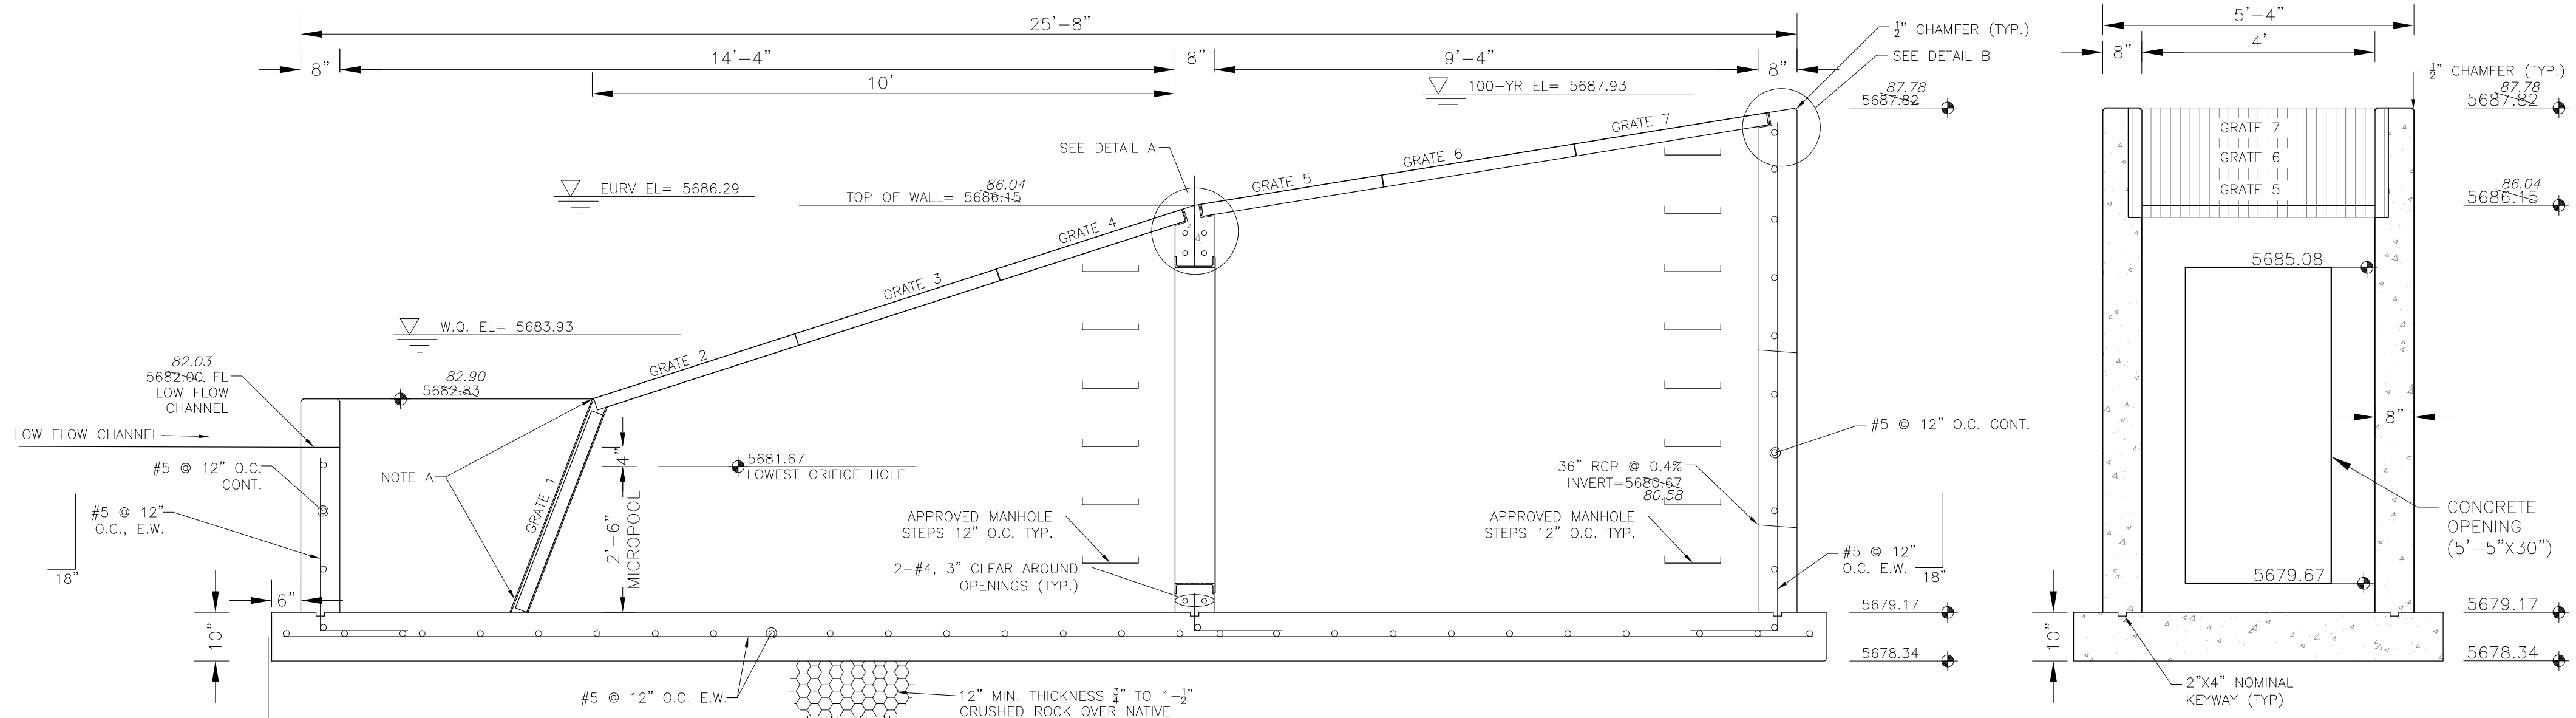 25'-8"
14'-4"
8"
9'-4"
8"
8"
10'
½" CHAMFER (TYP.)
SEE DETAIL B
100-YR EL= 5687.93
87.78
5687.82
SEE DETAIL A
GRATE 7
GRATE 6
GRATE 5
EURV EL= 5686.29
86.04
TOP OF WALL= 5686.15
GRATE 4
GRATE 3
GRATE 2
W.Q. EL= 5683.93
82.03
5682.00 FL
LOW FLOW
CHANNEL
82.90
5682.83
LOW FLOW CHANNEL
#5 @ 12" O.C.
CONT.
NOTE A
GRATE 1
4"
5681.67
LOWEST ORIFICE HOLE
2'-6"
MICROPOOL
#5 @ 12"
O.C., E.W.
18"
6"
10"
APPROVED MANHOLE
STEPS 12" O.C. TYP.
2-#4, 3" CLEAR AROUND
OPENINGS (TYP.)
36" RCP @ 0.4%
INVERT=5680.67
80.58
APPROVED MANHOLE
STEPS 12" O.C. TYP.
#5 @ 12" O.C. CONT.
#5 @ 12"
O.C. E.W.
18"
5679.17
5678.34
#5 @ 12" O.C. E.W.
12" MIN. THICKNESS ¾" TO 1-½"
CRUSHED ROCK OVER NATIVE
5'-4"
8"
4'
½" CHAMFER (TYP.)
87.78
5687.82
GRATE 7
GRATE 6
GRATE 5
86.04
5686.15
5685.08
8"
CONCRETE
OPENING
(5'-5"X30")
5679.67
5679.17
10"
5678.34
2"X4" NOMINAL
KEYWAY (TYP)